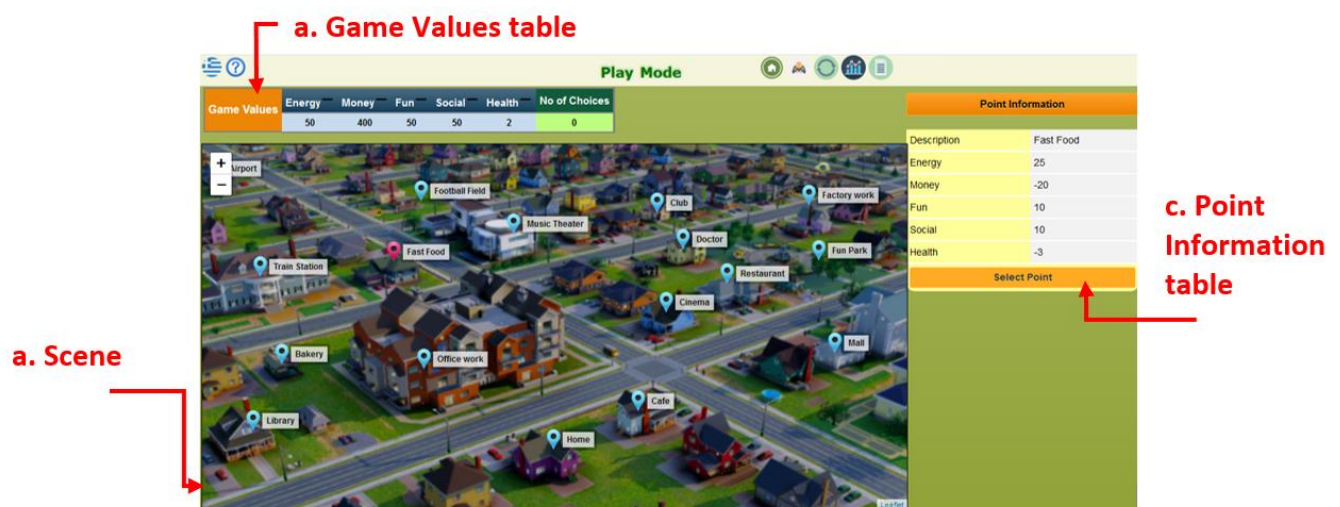 a. Game Values table
Play Mode
Game Values
Energy Money Fun Social Health No of Choices
50 400 50 50 2 0
Point Information
Description Fast Food
Energy 25
Money -20
Fun 10
Social 10
Health -3
Select Point
c. Point
Information
table
a. Scene
+
−
Airport
Football Field
Club
Factory work
Music Theater
Doctor
Fast Food
Fun Park
Train Station
Restaurant
Cinema
Mall
Bakery
Office work
Cafe
Library
Home
Leaflet